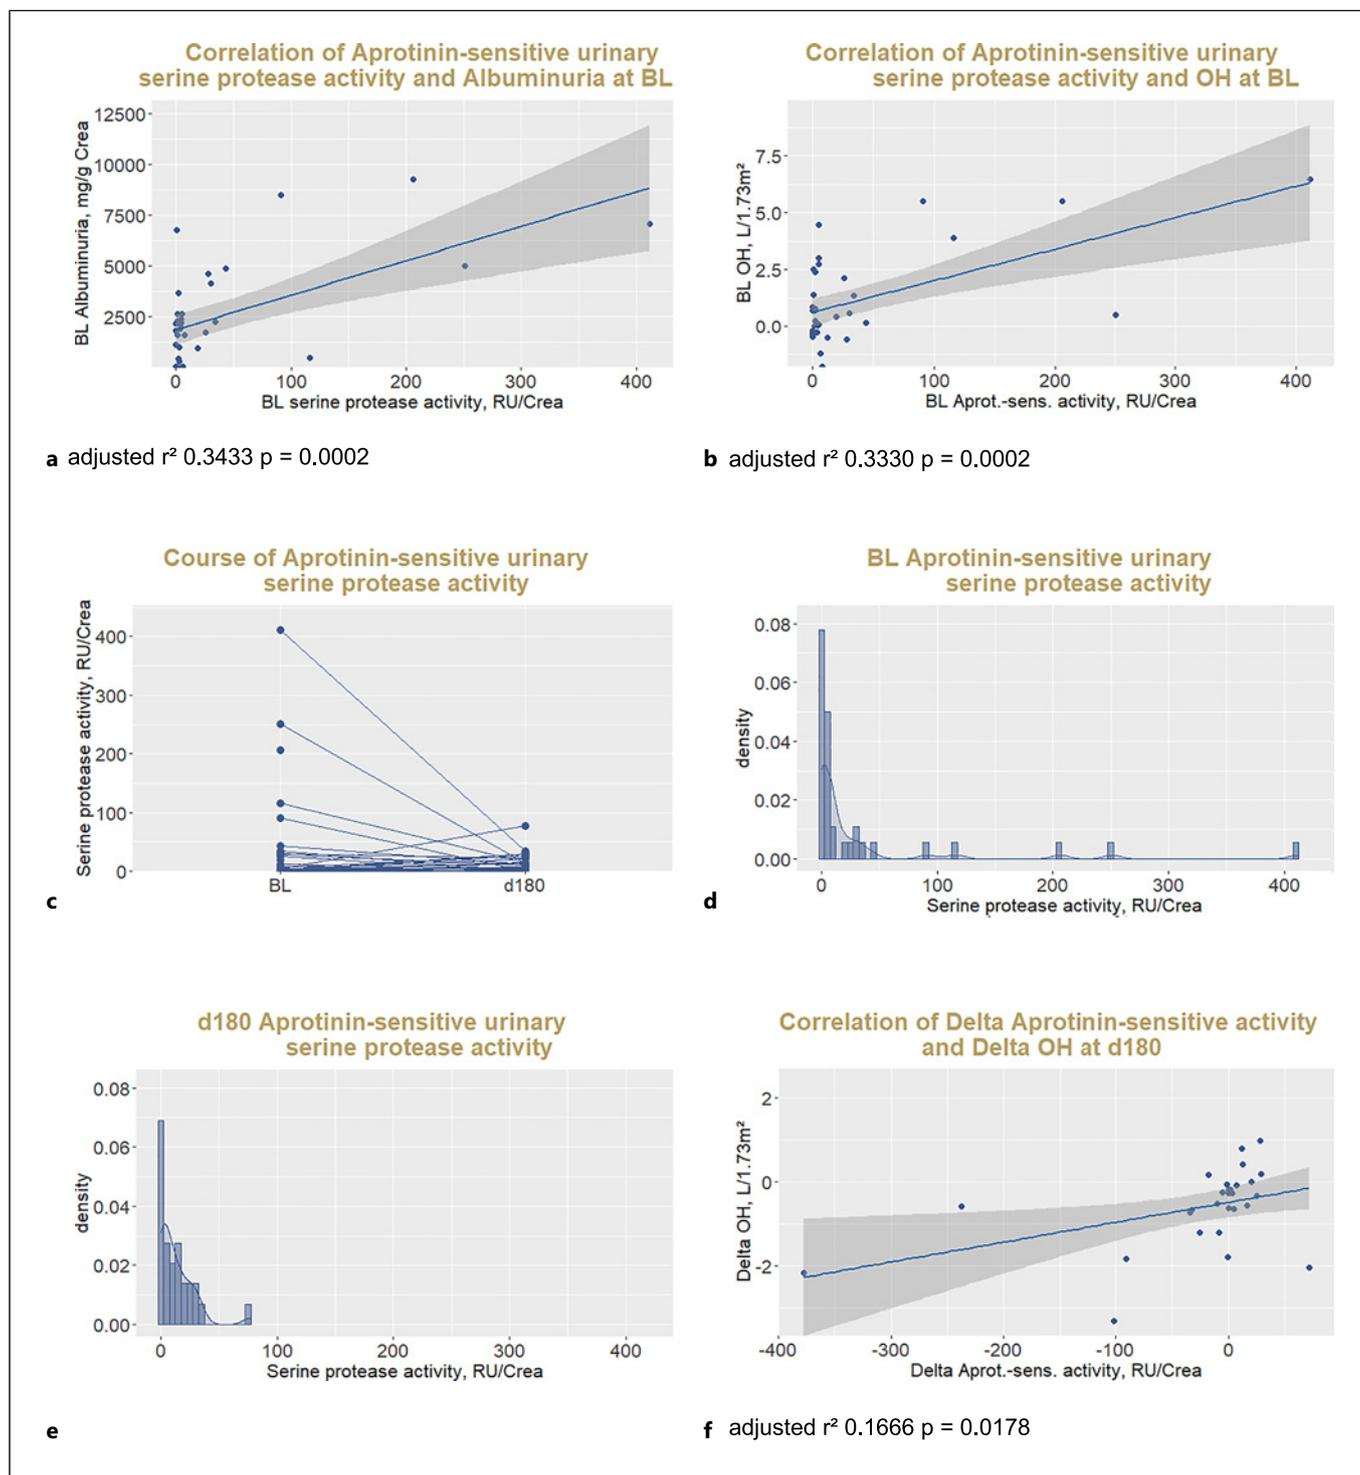 Correlation of Aprotinin-sensitive urinary
serine protease activity and Albuminuria at BL
BL Albuminuria, mg/g Crea
12500
10000
7500
5000
2500
0
100
200
300
400
BL serine protease activity, RU/Crea
a adjusted r² 0.3433 p = 0.0002
Correlation of Aprotinin-sensitive urinary
serine protease activity and OH at BL
BL OH, L/1.73m²
7.5
5.0
2.5
0.0
0
100
200
300
400
BL Aprot.-sens. activity, RU/Crea
b adjusted r² 0.3330 p = 0.0002
Course of Aprotinin-sensitive urinary
serine protease activity
Serine protease activity, RU/Crea
400
300
200
100
0
BL
d180
c
BL Aprotinin-sensitive urinary
serine protease activity
density
0.08
0.06
0.04
0.02
0.00
0
100
200
300
400
Serine protease activity, RU/Crea
d
d180 Aprotinin-sensitive urinary
serine protease activity
density
0.08
0.06
0.04
0.02
0.00
0
100
200
300
400
Serine protease activity, RU/Crea
e
Correlation of Delta Aprotinin-sensitive activity
and Delta OH at d180
Delta OH, L/1.73m²
2
0
-2
-400
-300
-200
-100
0
Delta Aprot.-sens. activity, RU/Crea
f adjusted r² 0.1666 p = 0.0178